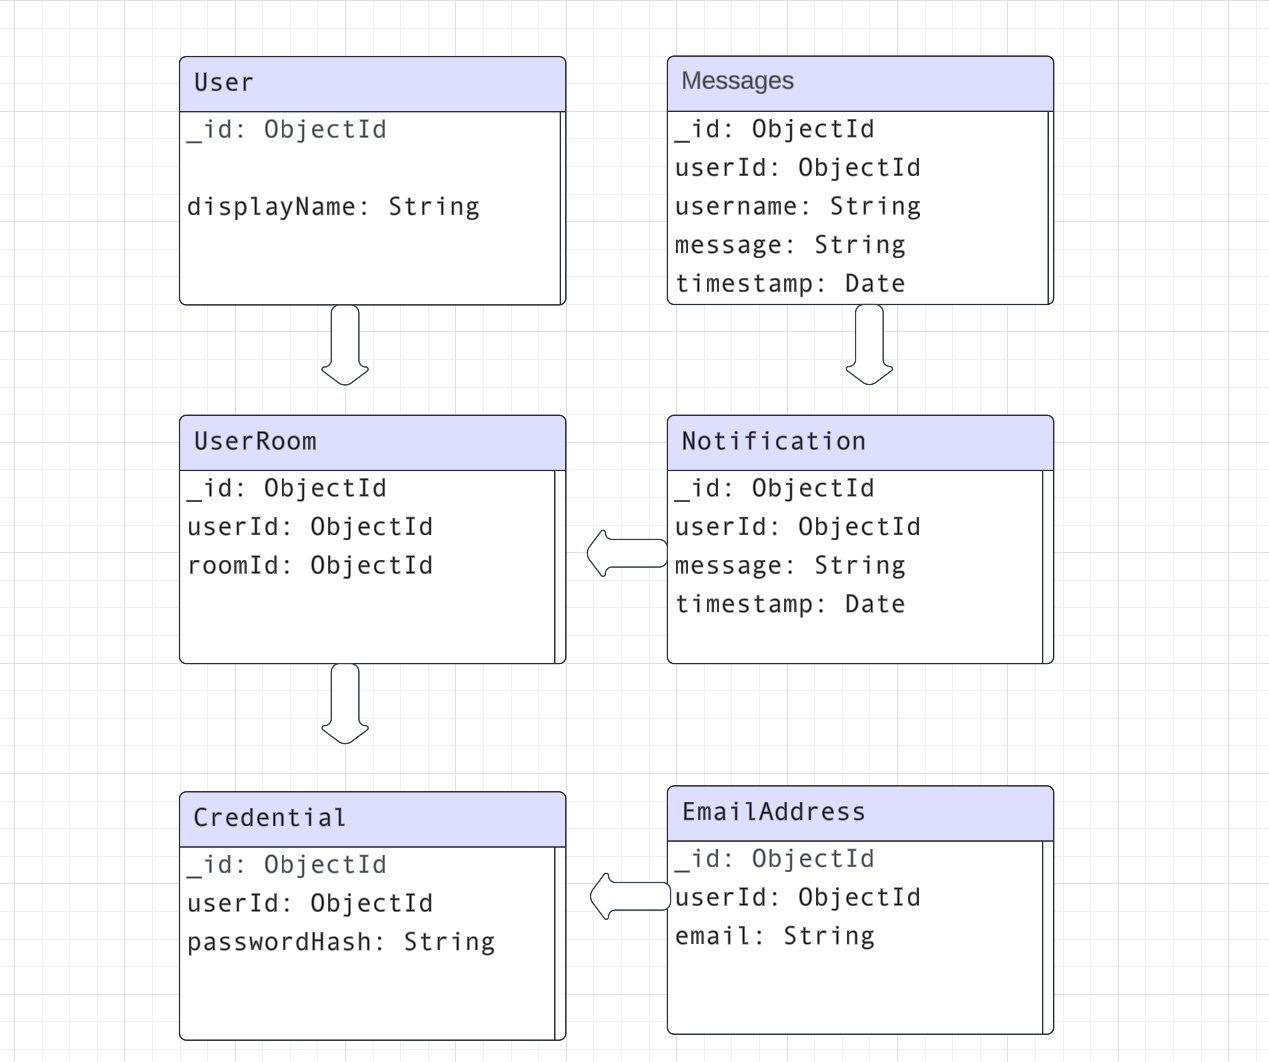 User
_id: ObjectId
displayName: String
Messages
_id: ObjectId
userId: ObjectId
username: String
message: String
timestamp: Date
UserRoom
_id: ObjectId
userId: ObjectId
roomId: ObjectId
Notification
_id: ObjectId
userId: ObjectId
message: String
timestamp: Date
Credential
_id: ObjectId
userId: ObjectId
passwordHash: String
EmailAddress
_id: ObjectId
userId: ObjectId
email: String